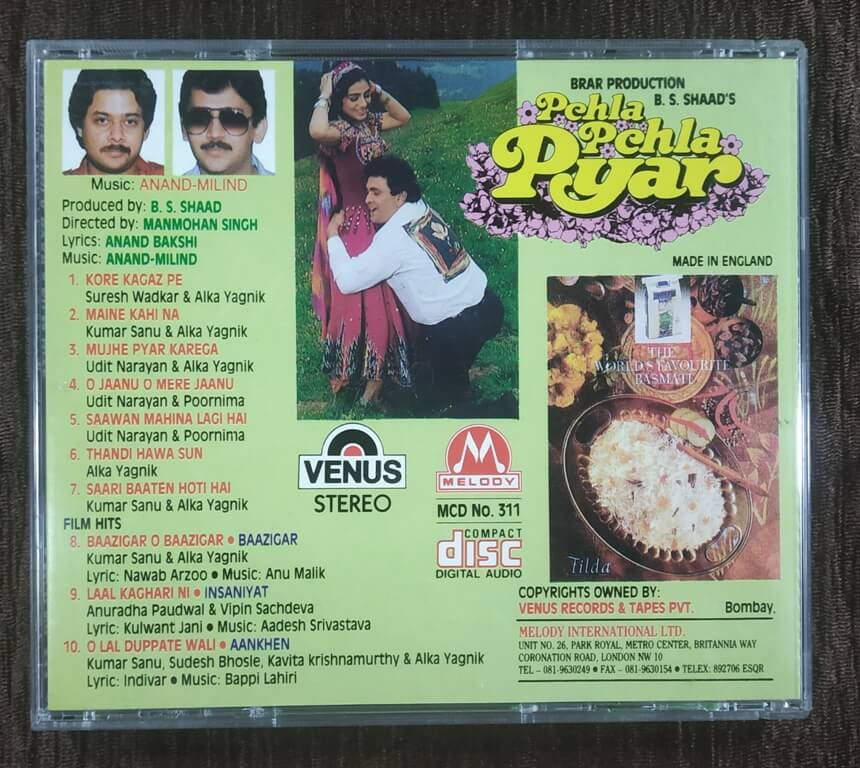 Music: ANAND-MILIND
Produced by: B. S. SHAAD
Directed by: MANMOHAN SINGH
Lyrics: ANAND BAKSHI
Music: ANAND-MILIND
1. KORE KAGAZ PE
Suresh Wadkar & Alka Yagnik
2. MAINE KAHI NA
Kumar Sanu & Alka Yagnik
3. MUJHE PYAR KAREGA
Udit Narayan & Alka Yagnik
4. O JAANU O MERE JAANU
Udit Narayan & Poornima
5. SAAWAN MAHINA LAGI HAI
Udit Narayan & Poornima
6. THANDI HAWA SUN
Alka Yagnik
7. SAARI BAATEN HOTI HAI
Kumar Sanu & Alka Yagnik
FILM HITS
8. BAAZIGAR O BAAZIGAR • BAAZIGAR
Kumar Sanu & Alka Yagnik
Lyric: Nawab Arzoo • Music: Anu Malik
9. LAAL KAGHARI NI • INSANIYAT
Anuradha Paudwal & Vipin Sachdeva
Lyric: Kulwant Jani • Music: Aadesh Srivastava
10. O LAL DUPPATE WALI • AANKHEN
Kumar Sanu, Sudesh Bhosle, Kavita krishnamurthy & Alka Yagnik
Lyric: Indivar • Music: Bappi Lahiri
VENUS
STEREO
MELODY
MCD No. 311
COMPACT
disc
DIGITAL AUDIO
BRAR PRODUCTION
B. S. SHAAD'S
Pehla
Pehla
Pyar
MADE IN ENGLAND
THE
WORLD'S FAVOURITE
BASMATI
Tilda
COPYRIGHTS OWNED BY:
VENUS RECORDS & TAPES PVT. Bombay.
MELODY INTERNATIONAL LTD.
UNIT NO. 26, PARK ROYAL, METRO CENTER, BRITANNIA WAY
CORONATION ROAD, LONDON NW 10
TEL – 081-9630249 • FAX – 081-9630154 • TELEX: 892706 ESQR